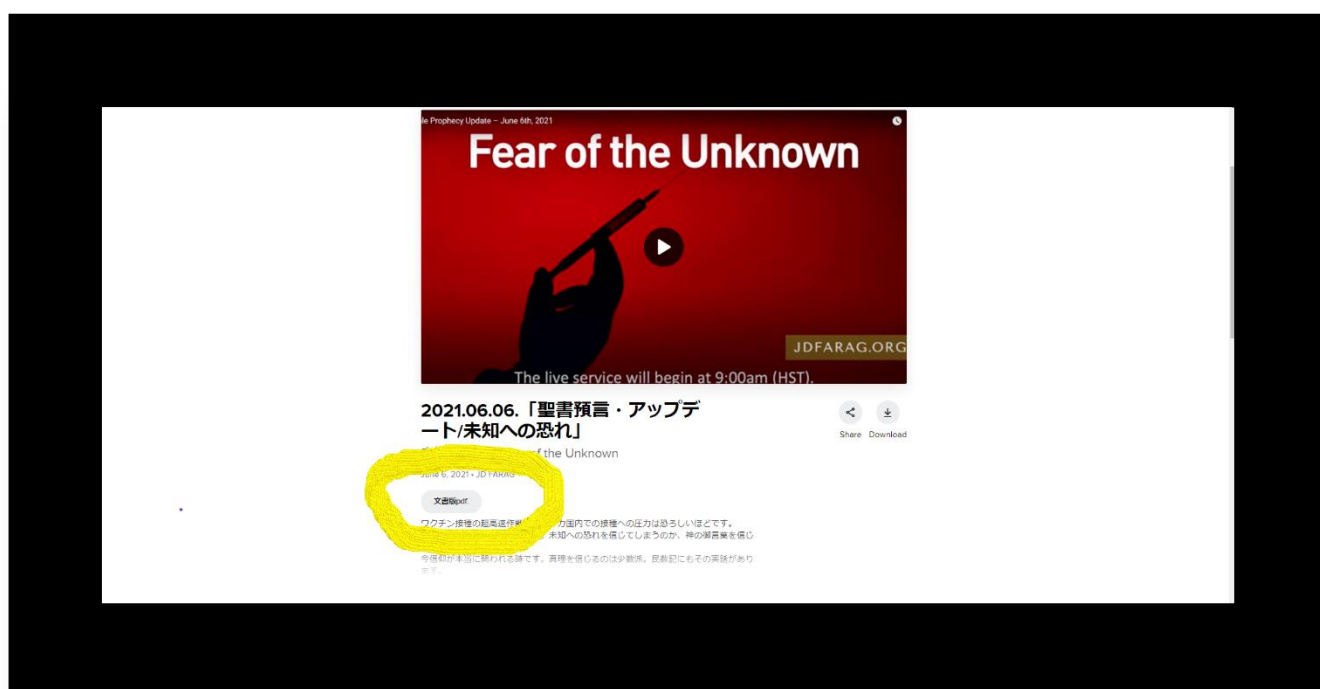 le Prophecy Update – June 6th, 2021
Fear of the Unknown
JDFARAG.ORG
The live service will begin at 9:00am (HST).
2021.06.06.「聖書預言・アップデ
ート/未知への恐れ」
Share Download
the Unknown
June 6, 2021 • JD FARAG
文書版pdf
ワクチン接種の超高速作戦 カ国内での接種への圧力は恐ろしいほどです。
未知への恐れを信じてしまうのか、神の御言葉を信じ
今信仰が本当に問われる時です。真理を信じるのは少数派。民数記にもその実話があり
ます。